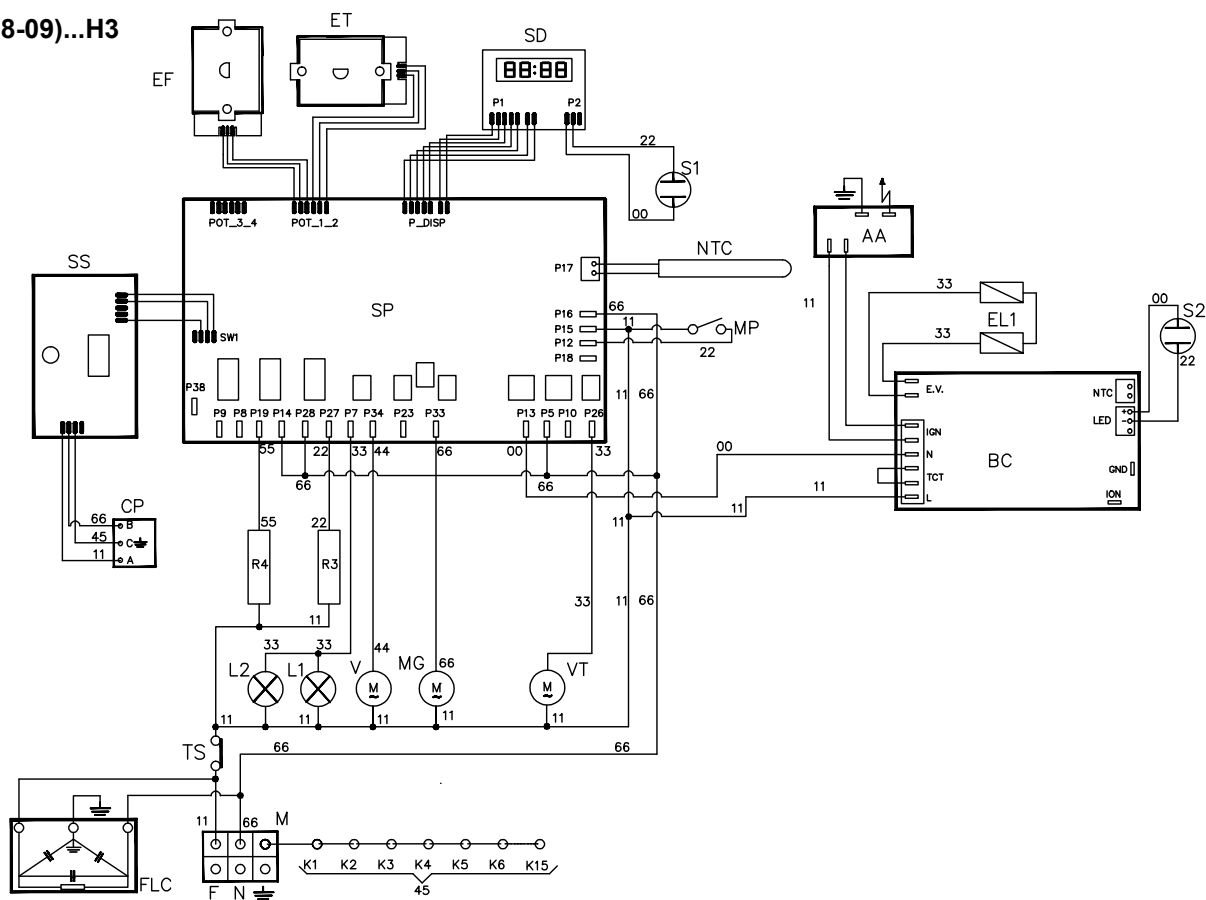 8-09)...H3
ET
SD
EF
88:88
P1
P2
22
S1
00
POT_3_4
POT_1_2
P_DISP
AA
SS
NTC
P17
33
11
EL1
00
S2
SP
P16
66
P15
11
MP
SW1
P12
22
P18
33
22
P38
11
66
E.V.
NTC
P9
P8
P19
P14
P28
P27
P7
P34
P23
P33
P13
P5
P10
P26
LED
+
-
IGN
55
22
33
44
66
00
33
00
N
BC
66
66
11
TCT
GND
L
ION
CP
66
B
45
C
11
A
55
22
11
11
R4
R3
33
11
66
11
33
33
44
L2
L1
V
MG
66
VT
M
~
M
~
M
~
11
11
11
11
11
TS
66
66
11
66
M
K1
K2
K3
K4
K5
K6
K15
45
FLC
F
N